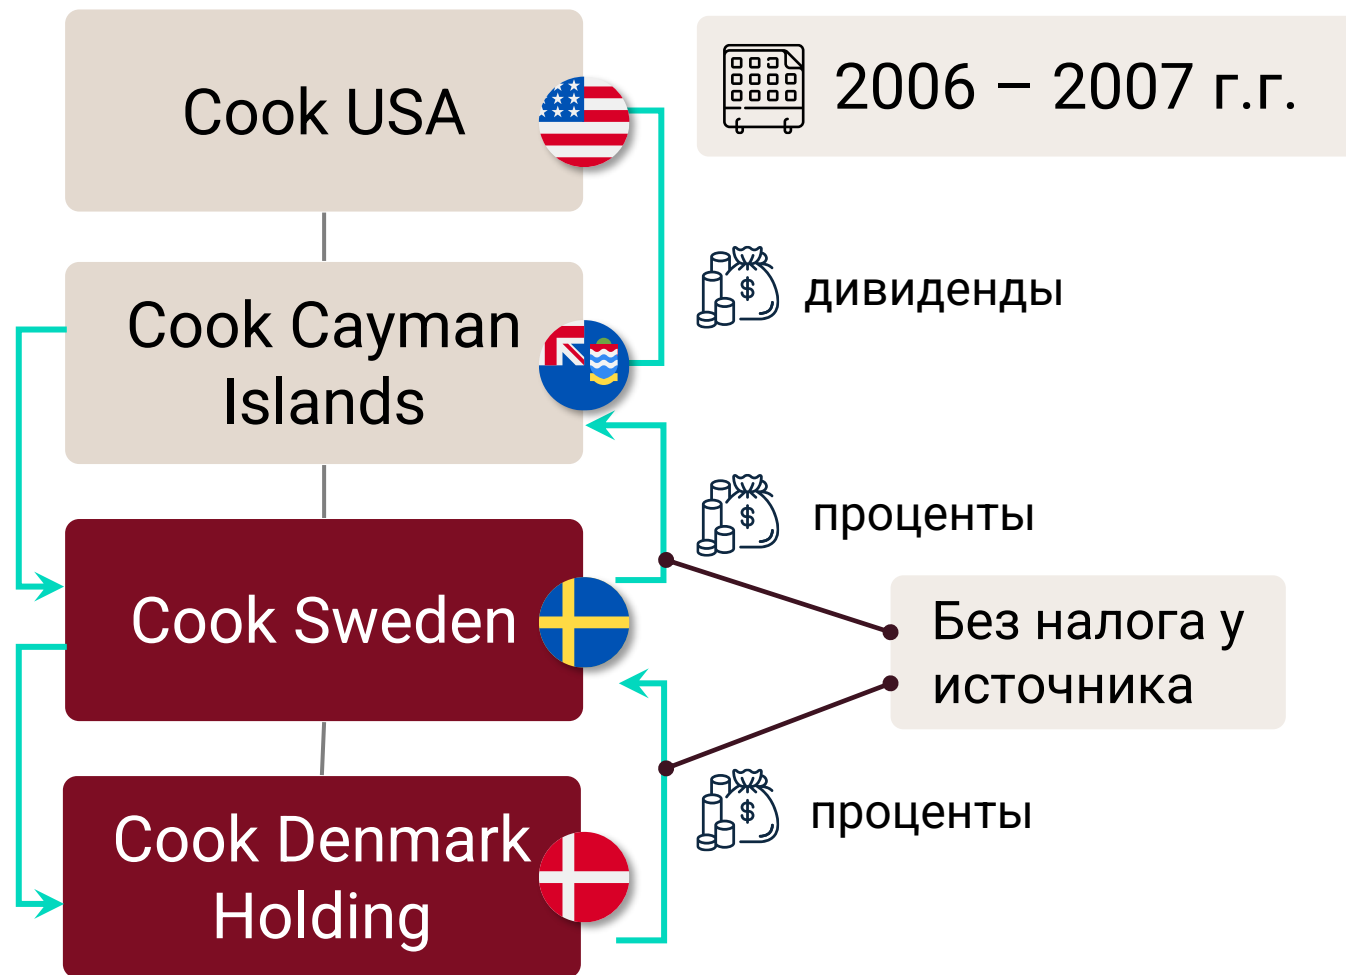 Cook USA
2006 – 2007 г.г.
дивиденды
Cook Cayman
Islands
проценты
Cook Sweden
Без налога у
источника
проценты
Cook Denmark
Holding